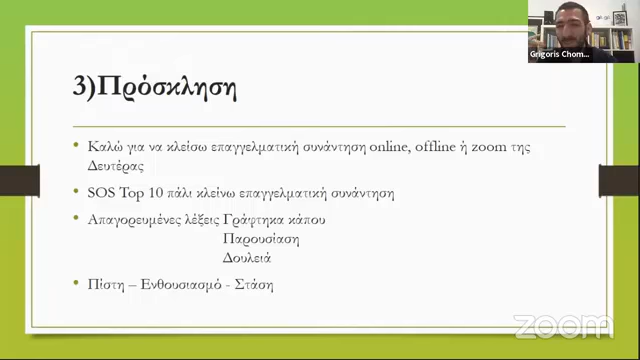 Grigoris Chom...
3)Πρόσκληση
Καλώ για να κλείσω επαγγελματική συνάντηση online, offline ή zoom της
Δευτέρας
SOS Top 10 πάλι κλείνω επαγγελματική συνάντηση
Απαγορευμένες λέξεις Γράφτηκα κάπου
Παρουσίαση
Δουλειά
Πίστη – Ενθουσιασμό - Στάση
zoom